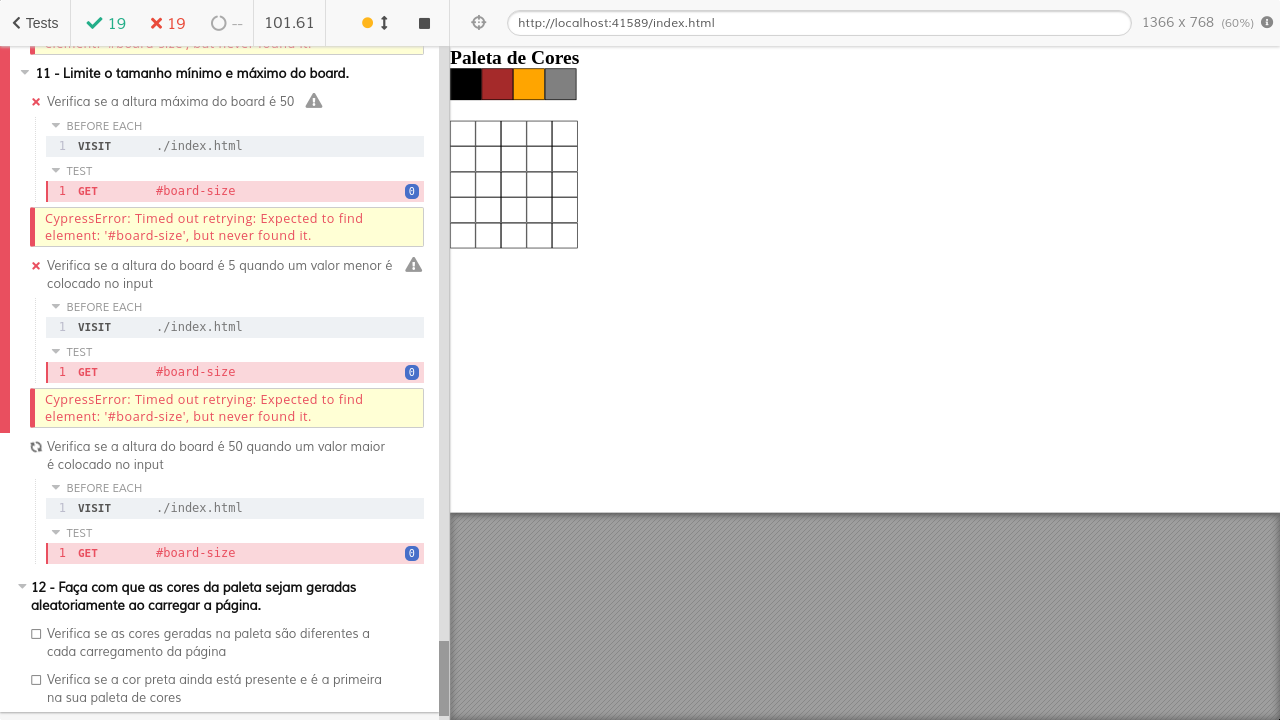 Tests 19 19 -- 101.61 http://localhost:41589/index.html 1366 x 768 (60%)
element: '#board-size', but never found it.
11 - Limite o tamanho mínimo e máximo do board.
Verifica se a altura máxima do board é 50
BEFORE EACH
1 VISIT ./index.html
TEST
1 GET #board-size 0
CypressError: Timed out retrying: Expected to find
element: '#board-size', but never found it.
Verifica se a altura do board é 5 quando um valor menor é
colocado no input
BEFORE EACH
1 VISIT ./index.html
TEST
1 GET #board-size 0
CypressError: Timed out retrying: Expected to find
element: '#board-size', but never found it.
Verifica se a altura do board é 50 quando um valor maior
é colocado no input
BEFORE EACH
1 VISIT ./index.html
TEST
1 GET #board-size 0
12 - Faça com que as cores da paleta sejam geradas
aleatoriamente ao carregar a página.
Verifica se as cores geradas na paleta são diferentes a
cada carregamento da página
Verifica se a cor preta ainda está presente e é a primeira
na sua paleta de cores
Paleta de Cores